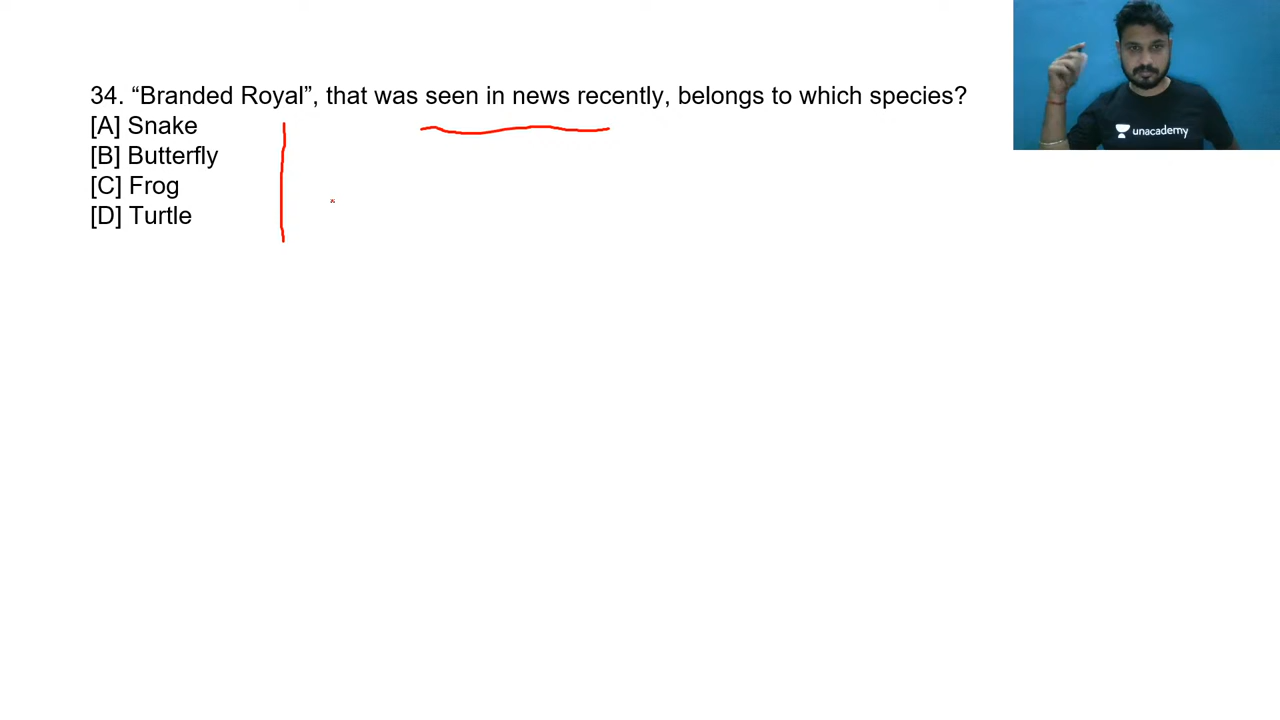 34. “Branded Royal”, that was seen in news recently, belongs to which species?
[A] Snake
[B] Butterfly
[C] Frog
[D] Turtle
unacademy